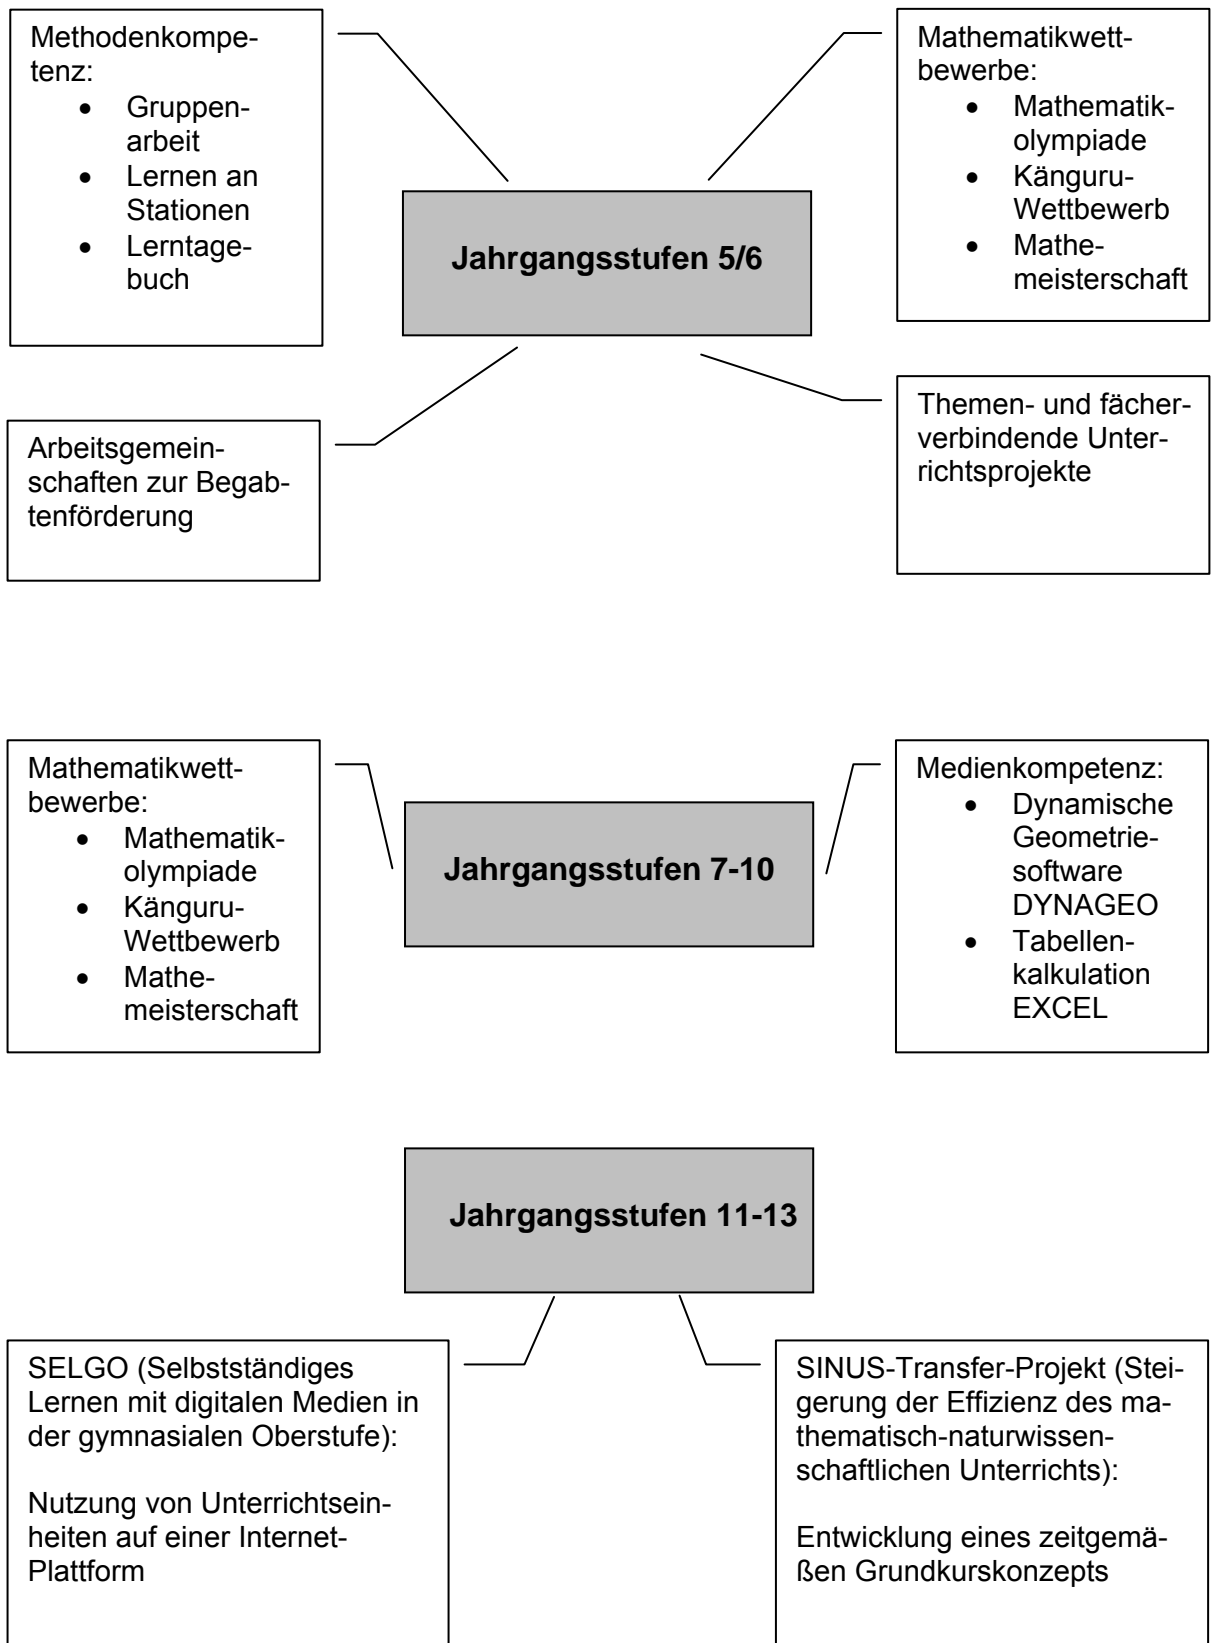 Methodenkompe-
tenz:
• Gruppen-
arbeit
• Lernen an
Stationen
• Lerntage-
buch
Mathematikwett-
bewerbe:
• Mathematik-
olympiade
• Känguru-
Wettbewerb
• Mathe-
meisterschaft
Jahrgangsstufen 5/6
Arbeitsgemein-
schaften zur Begab-
tenförderung
Themen- und fächer-
verbindende Unter-
richtsprojekte
Mathematikwett-
bewerbe:
• Mathematik-
olympiade
• Känguru-
Wettbewerb
• Mathe-
meisterschaft
Jahrgangsstufen 7-10
Medienkompetenz:
• Dynamische
Geometrie-
software
DYNAGEO
• Tabellen-
kalkulation
EXCEL
Jahrgangsstufen 11-13
SELGO (Selbstständiges
Lernen mit digitalen Medien in
der gymnasialen Oberstufe):
Nutzung von Unterrichtsein-
heiten auf einer Internet-
Plattform
SINUS-Transfer-Projekt (Stei-
gerung der Effizienz des ma-
thematisch-naturwissen-
schaftlichen Unterrichts):
Entwicklung eines zeitgemä-
ßen Grundkurskonzepts